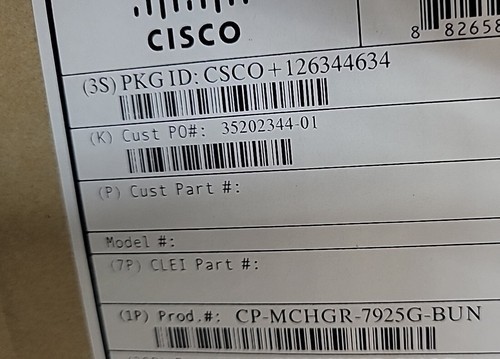 CISCO
8 82658
(3S) PKG ID: CSCO+126344634
(K) Cust PO#: 35202344-01
(P) Cust Part #:
Model #:
(7P) CLEI Part #:
(1P) Prod.#: CP-MCHGR-7925G-BUN